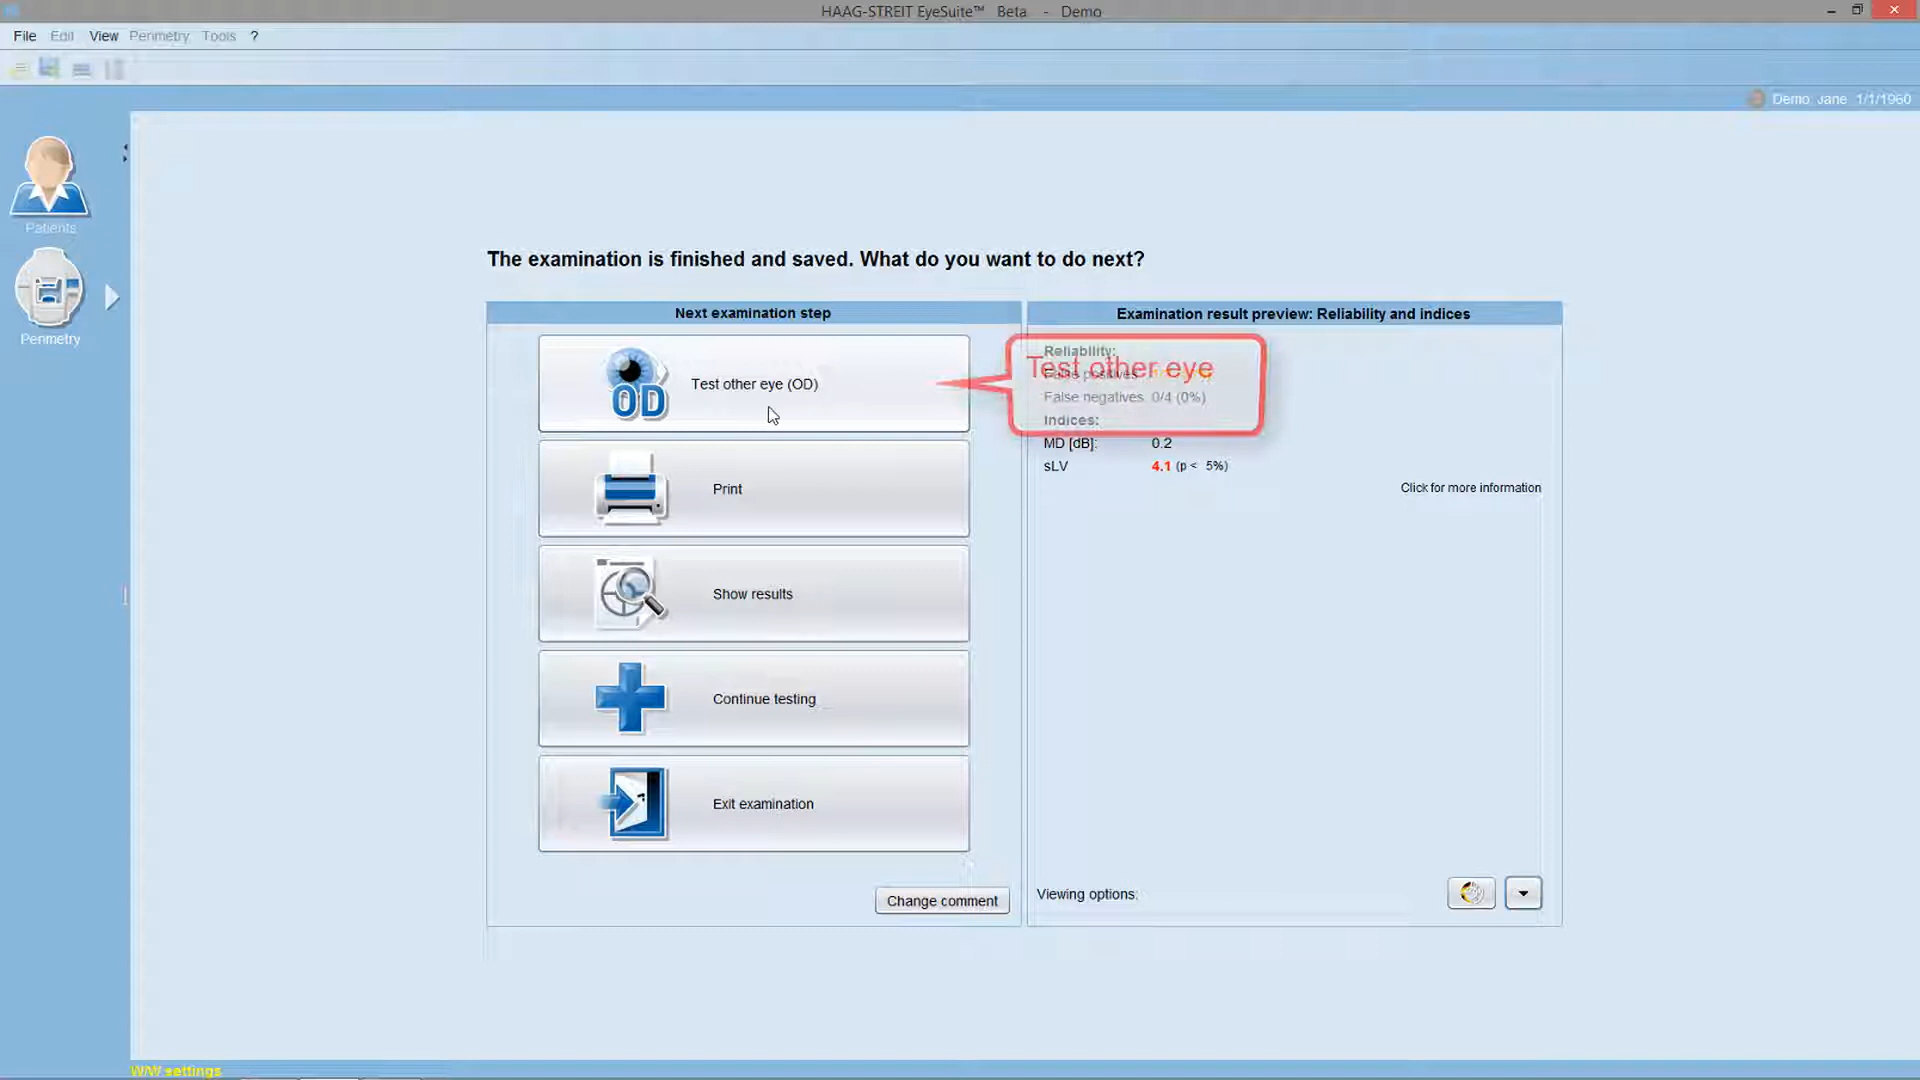 HAAG-STREIT EyeSuite™ Beta - Demo
File Edit View Perimetry Tools ?
Demo, Jane 1/1/1960
Patients
Perimetry
The examination is finished and saved. What do you want to do next?
Next examination step
Test other eye (OD)
OD
Print
Show results
Continue testing
Exit examination
Change comment
Examination result preview: Reliability and indices
Reliability:
Test other eye
False positives
False negatives 0/4 (0%)
Indices:
MD [dB]: 0.2
sLV 4.1 (p < 5%)
Click for more information
Viewing options:
W/W settings